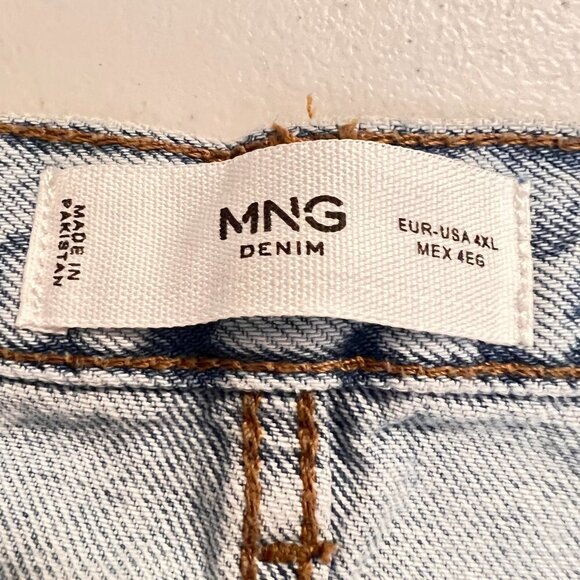 MADE IN
PAKISTAN
MNG
DENIM
EUR-USA 4XL
MEX 4EG